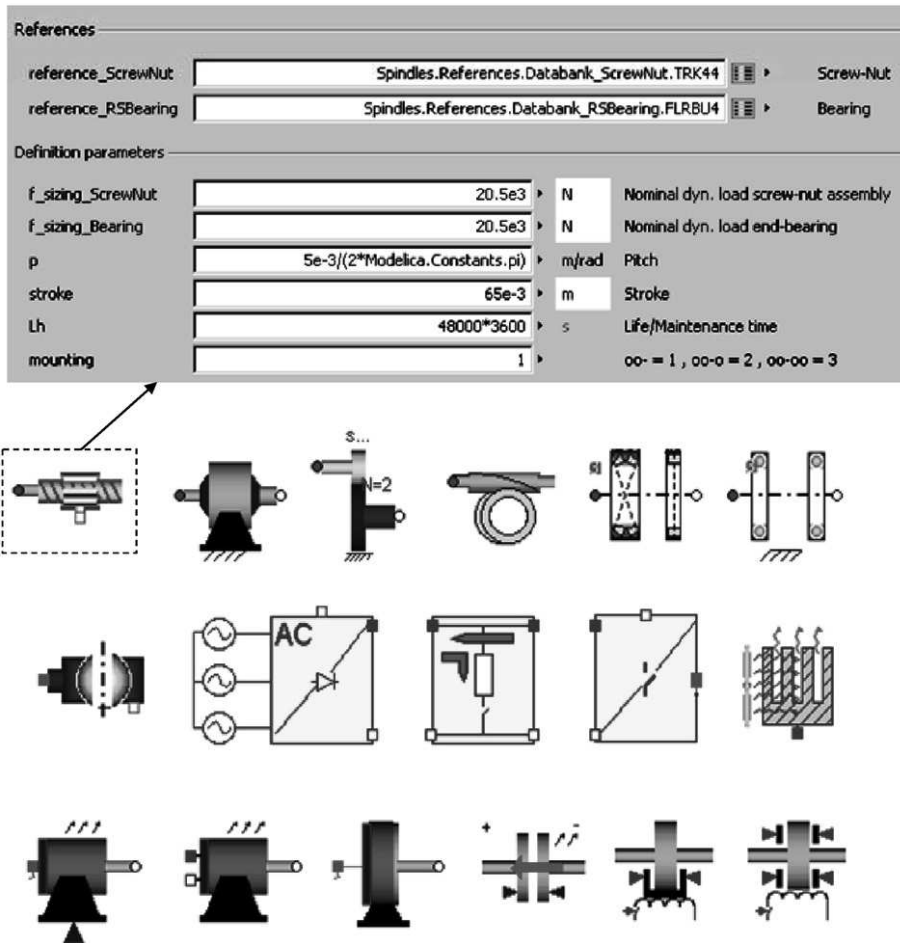 References
reference_ScrewNut Spindles.References.Databank_ScrewNut.TRK44 Screw-Nut
reference_RSBearing Spindles.References.Databank_RSBearing.FLRBU4 Bearing
Definition parameters
f_sizing_ScrewNut 20.5e3 N Nominal dyn. load screw-nut assembly
f_sizing_Bearing 20.5e3 N Nominal dyn. load end-bearing
p 5e-3/(2*Modelica.Constants.pi) m/rad Pitch
stroke 65e-3 m Stroke
Lh 48000*3600 s Life/Maintenance time
mounting 1 oo- = 1 , oo-o = 2 , oo-oo = 3
s...
N=2
AC
+ -